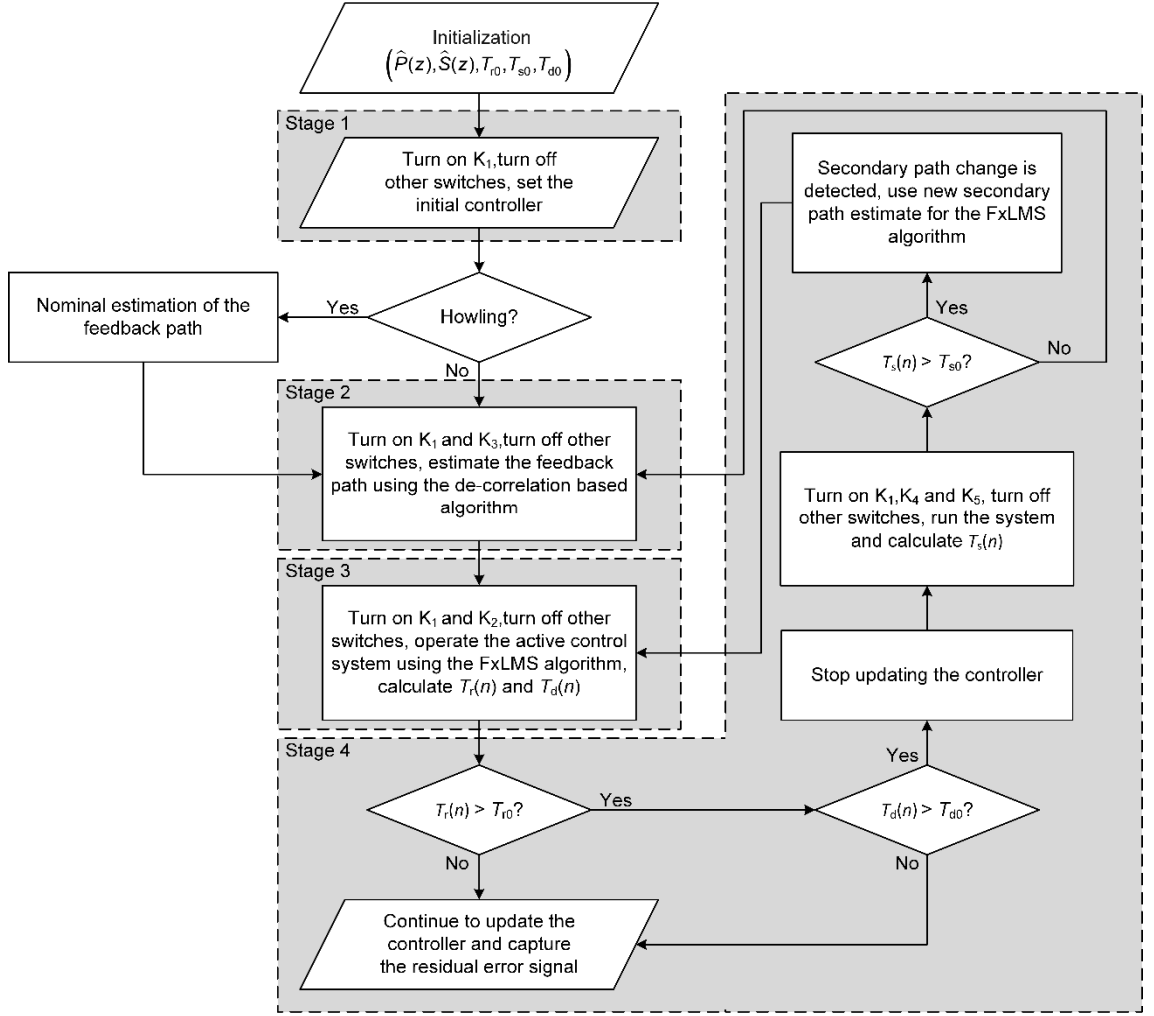 Initialization
(P̂(z),Ŝ(z),Tr0,Ts0,Td0)
Stage 1
Turn on K1,turn off
other switches, set the
initial controller
Howling?
Yes
No
Nominal estimation of the
feedback path
Stage 2
Turn on K1 and K3,turn off other
switches, estimate the feedback
path using the de-correlation based
algorithm
Stage 3
Turn on K1 and K2,turn off other
switches, operate the active control
system using the FxLMS algorithm,
calculate Tr(n) and Td(n)
Stage 4
Tr(n) > Tr0?
Yes
No
Continue to update the
controller and capture
the residual error signal
Td(n) > Td0?
Yes
No
Stop updating the controller
Turn on K1,K4 and K5, turn off
other switches, run the system
and calculate Ts(n)
Ts(n) > Ts0?
Yes
No
Secondary path change is
detected, use new secondary
path estimate for the FxLMS
algorithm